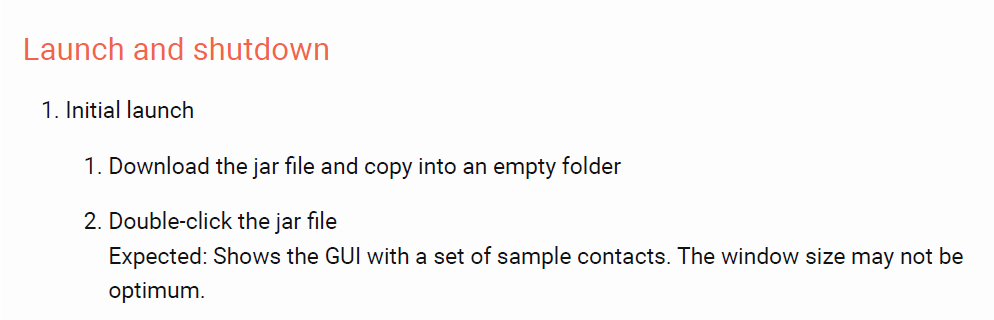 Launch and shutdown
1. Initial launch
1. Download the jar file and copy into an empty folder
2. Double-click the jar file
Expected: Shows the GUI with a set of sample contacts. The window size may not be
optimum.